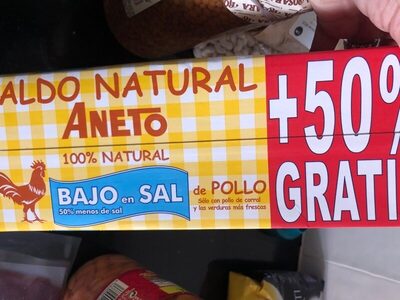 ALDO NATURAL
ANETO
100% NATURAL
BAJO en SAL
50% menos de sal
de POLLO
Sólo con pollo de corral
y las verduras más frescas
+50%
GRATI